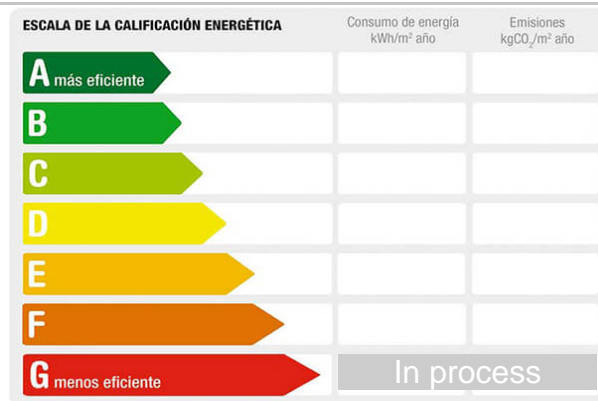 ESCALA DE LA CALIFICACIÓN ENERGÉTICA
Consumo de energía
kWh/m² año
Emisiones
kgCO₂/m² año
A más eficiente
B
C
D
E
F
G menos eficiente
In process